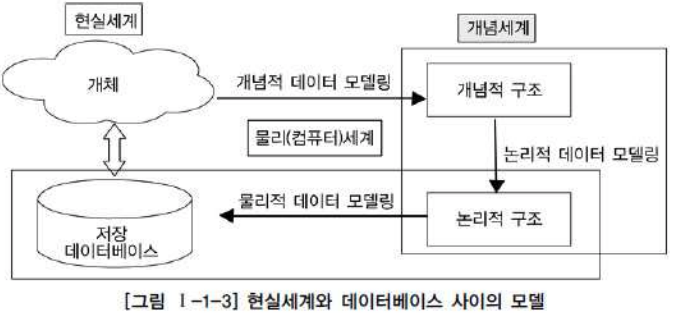 현실세계
개념세계
개체
개념적 데이터 모델링
개념적 구조
물리(컴퓨터)세계
논리적 데이터 모델링
저장
데이터베이스
물리적 데이터 모델링
논리적 구조
[그림 Ⅰ-1-3] 현실세계와 데이터베이스 사이의 모델